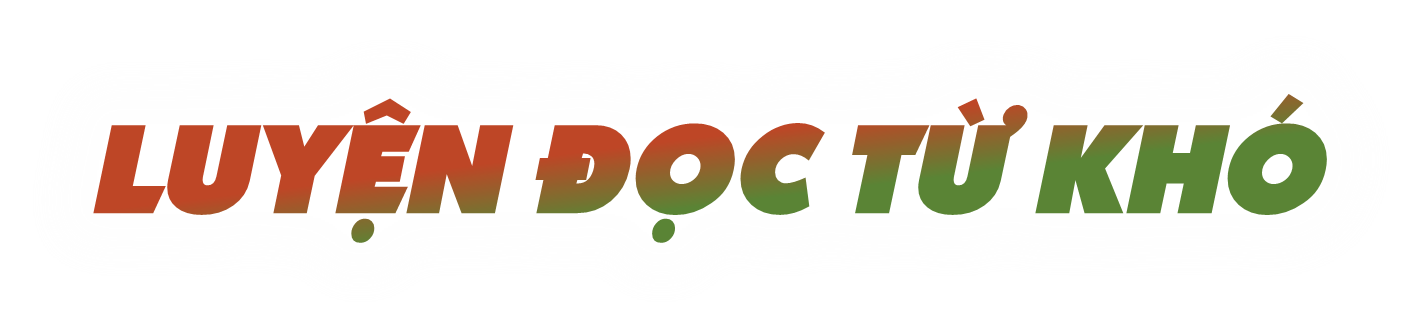 LUYỆN ĐỌC TỪ KHÓ